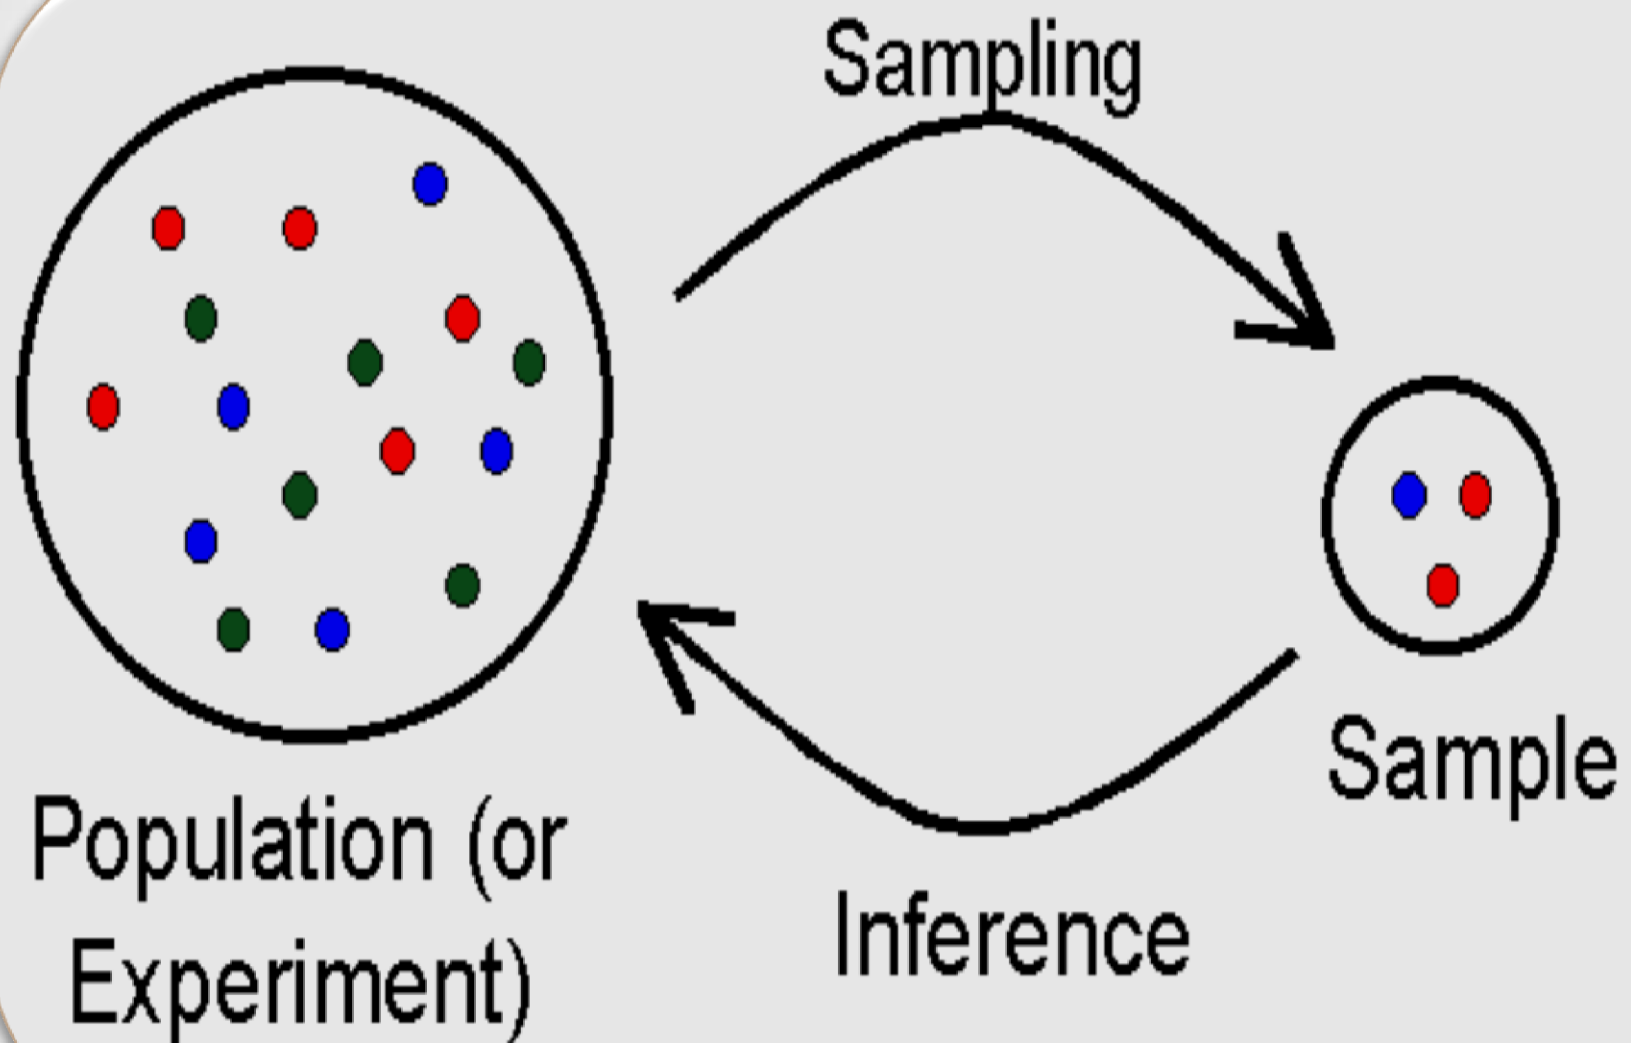 Sampling
Sample
Population (or
Experiment)
Inference